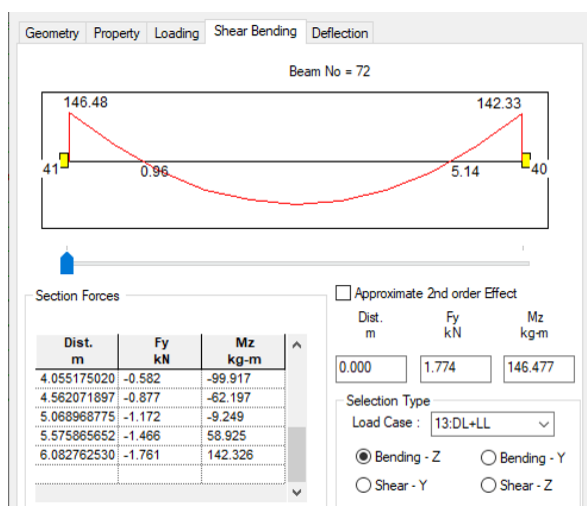 Geometry Property Loading Shear Bending Deflection
Beam No = 72
146.48 142.33
41 0.96 5.14 40
Section Forces
Dist. Fy Mz
m kN kg-m
4.055175020 -0.582 -99.917
4.562071897 -0.877 -62.197
5.068968775 -1.172 -9.249
5.575865652 -1.466 58.925
6.082762530 -1.761 142.326
Approximate 2nd order Effect
Dist. Fy Mz
m kN kg-m
0.000 1.774 146.477
Selection Type
Load Case : 13:DL+LL
Bending - Z Bending - Y
Shear - Y Shear - Z